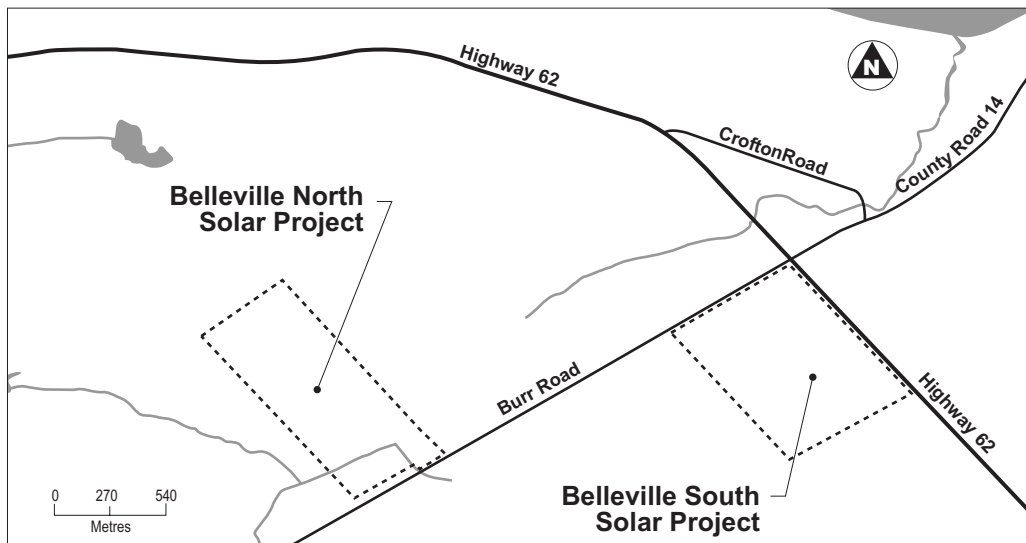 Highway 62
N
CroftonRoad
County Road 14
Belleville North
Solar Project
Burr Road
Highway 62
Belleville South
Solar Project
0 270 540
Metres